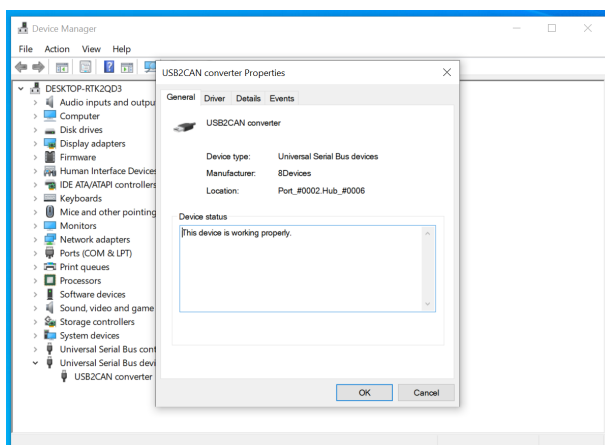 Device Manager
File Action View Help
DESKTOP-RTK2QD3
Audio inputs and outpu
Computer
Disk drives
Display adapters
Firmware
Human Interface Devices
IDE ATA/ATAPI controllers
Keyboards
Mice and other pointing
Monitors
Network adapters
Ports (COM & LPT)
Print queues
Processors
Software devices
Sound, video and game
Storage controllers
System devices
Universal Serial Bus cont
Universal Serial Bus devi
USB2CAN converter
USB2CAN converter Properties
General Driver Details Events
USB2CAN converter
Device type: Universal Serial Bus devices
Manufacturer: 8Devices
Location: Port_#0002.Hub_#0006
Device status
This device is working properly.
OK Cancel